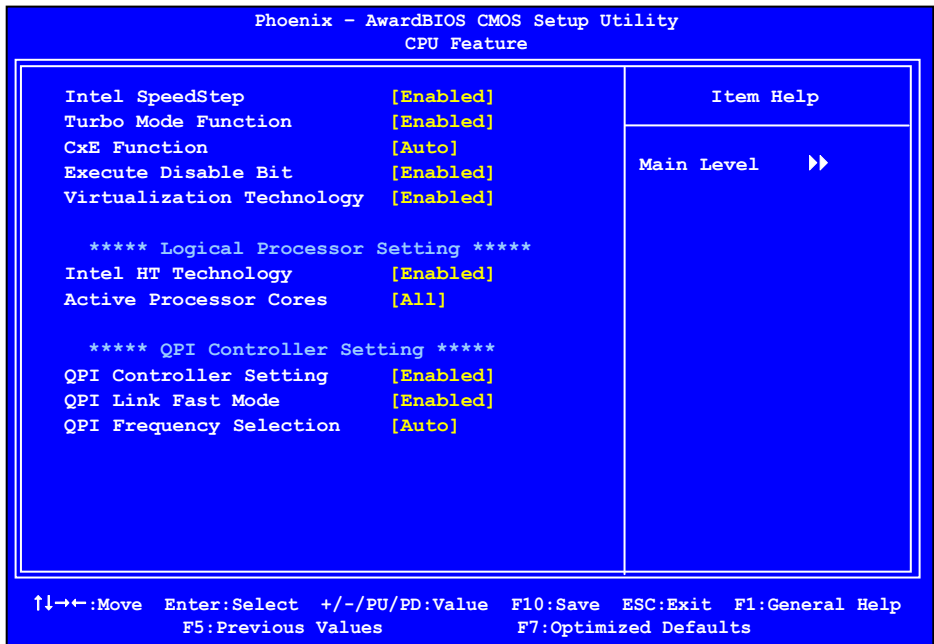 Phoenix – AwardBIOS CMOS Setup Utility
CPU Feature
Intel SpeedStep [Enabled]
Turbo Mode Function [Enabled]
CxE Function [Auto]
Execute Disable Bit [Enabled]
Virtualization Technology [Enabled]
***** Logical Processor Setting *****
Intel HT Technology [Enabled]
Active Processor Cores [All]
***** QPI Controller Setting *****
QPI Controller Setting [Enabled]
QPI Link Fast Mode [Enabled]
QPI Frequency Selection [Auto]
Item Help
Main Level
↑↓→←:Move Enter:Select +/-/PU/PD:Value F10:Save ESC:Exit F1:General Help
F5:Previous Values F7:Optimized Defaults